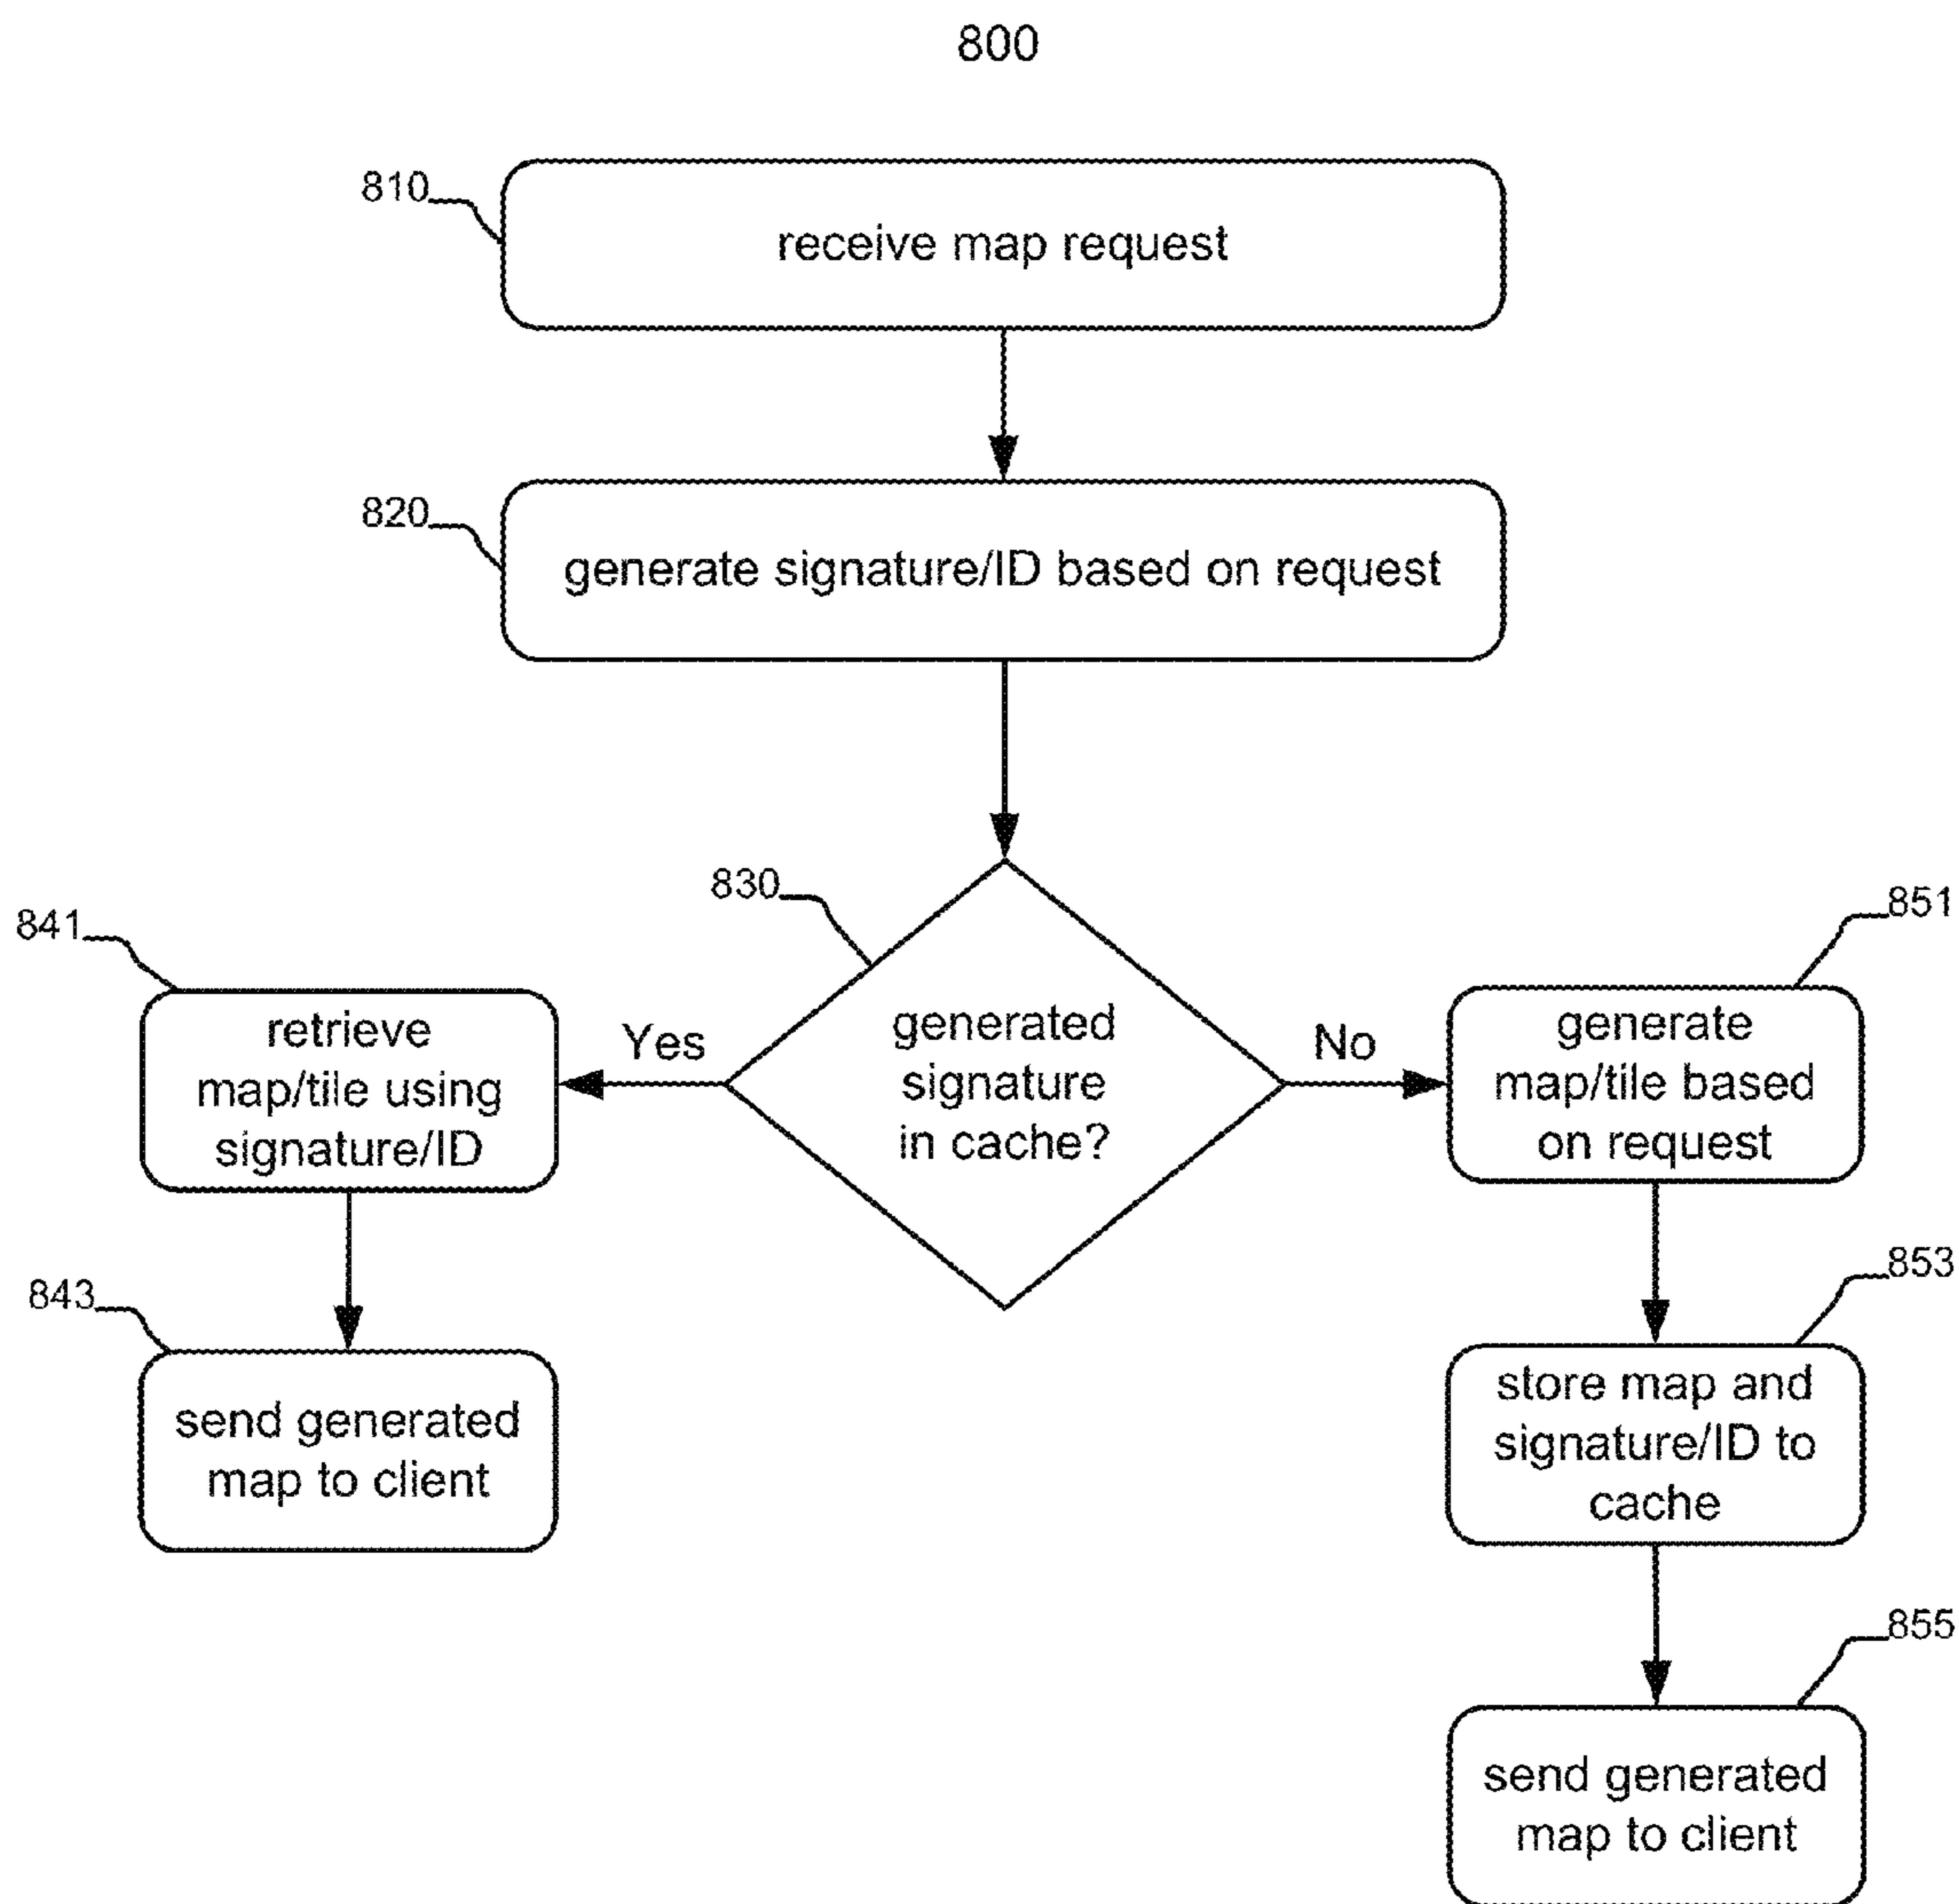 800
810
receive map request
820
generate signature/ID based on request
830
generated
signature
in cache?
Yes
No
841
retrieve
map/tile using
signature/ID
843
send generated
map to client
851
generate
map/tile based
on request
853
store map and
signature/ID to
cache
855
send generated
map to client